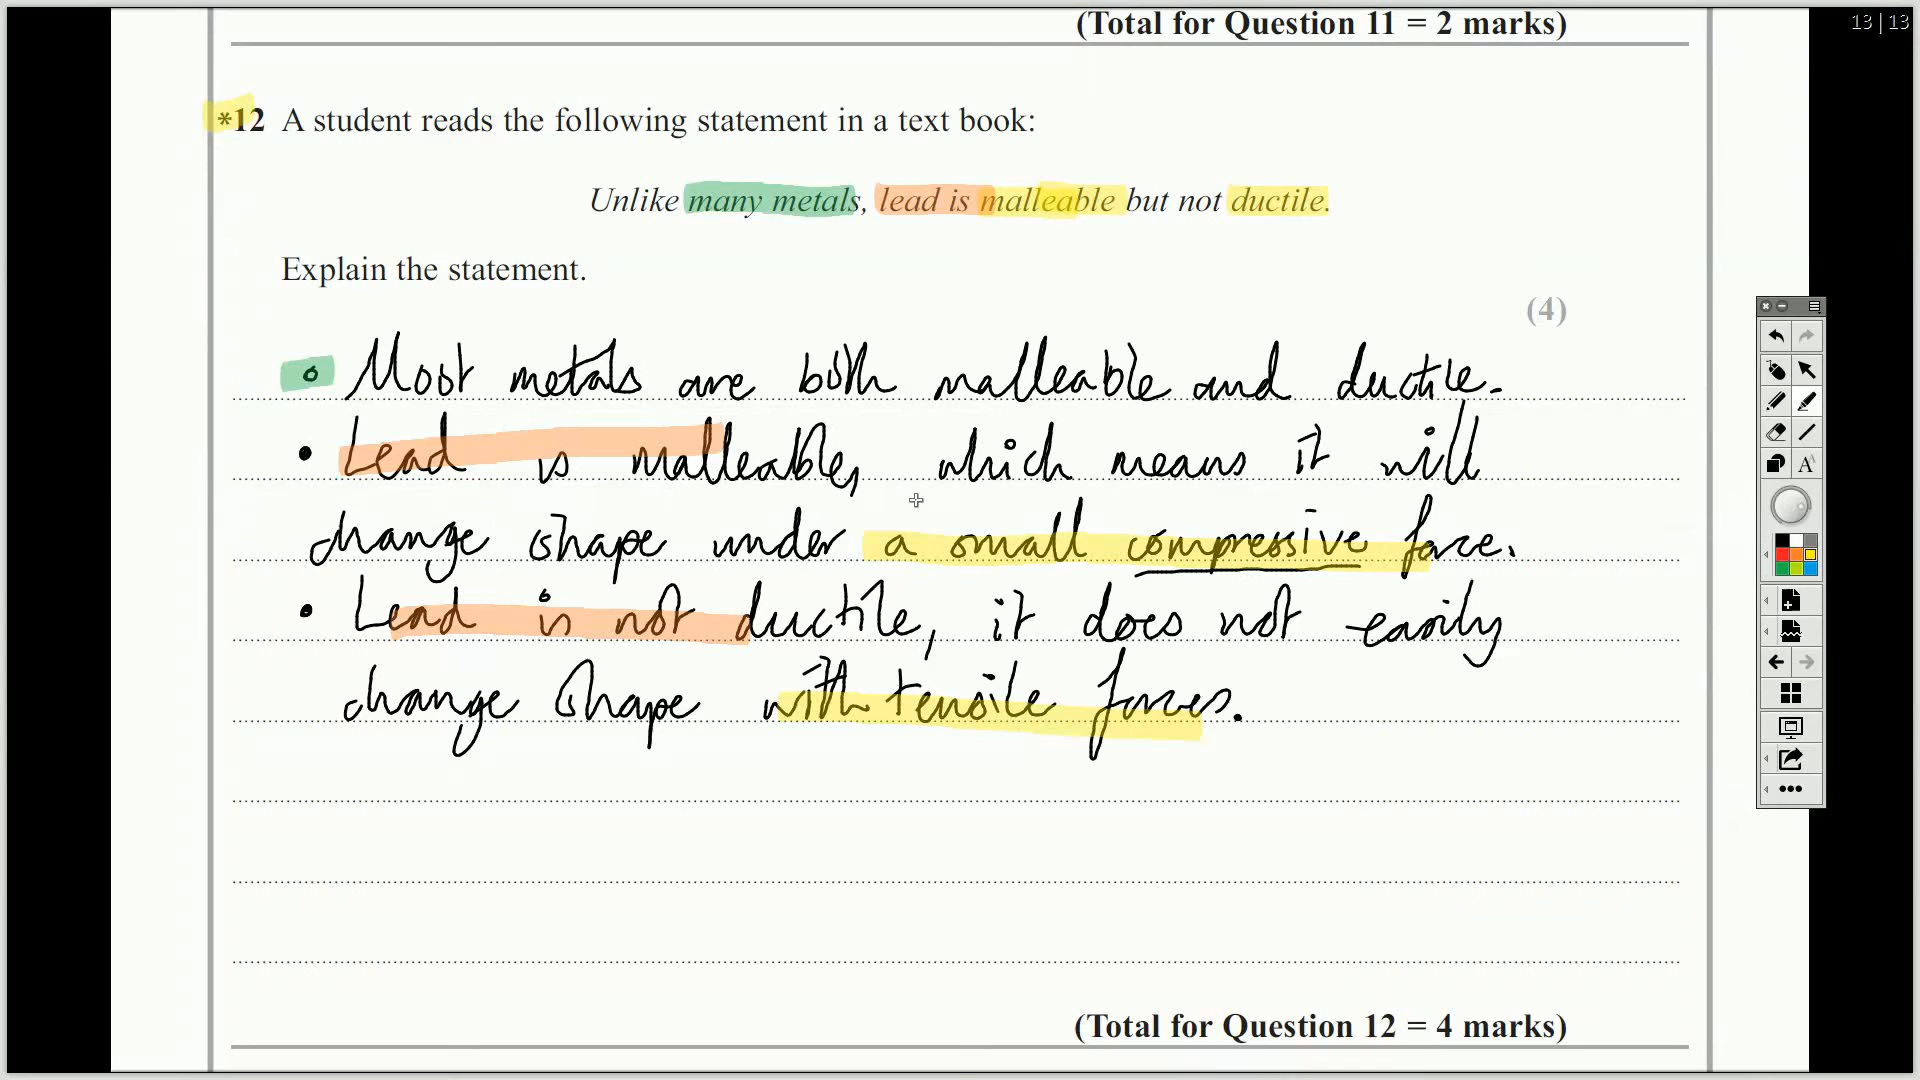 (Total for Question 11 = 2 marks)
13|13
*12 A student reads the following statement in a text book:
Unlike many metals, lead is malleable but not ductile.
Explain the statement.
(4)
• Most metals are both malleable and ductile.
• Lead is malleable, which means it will
change shape under a small compressive force.
• Lead is not ductile, it does not easily
change shape with tensile forces.
(Total for Question 12 = 4 marks)